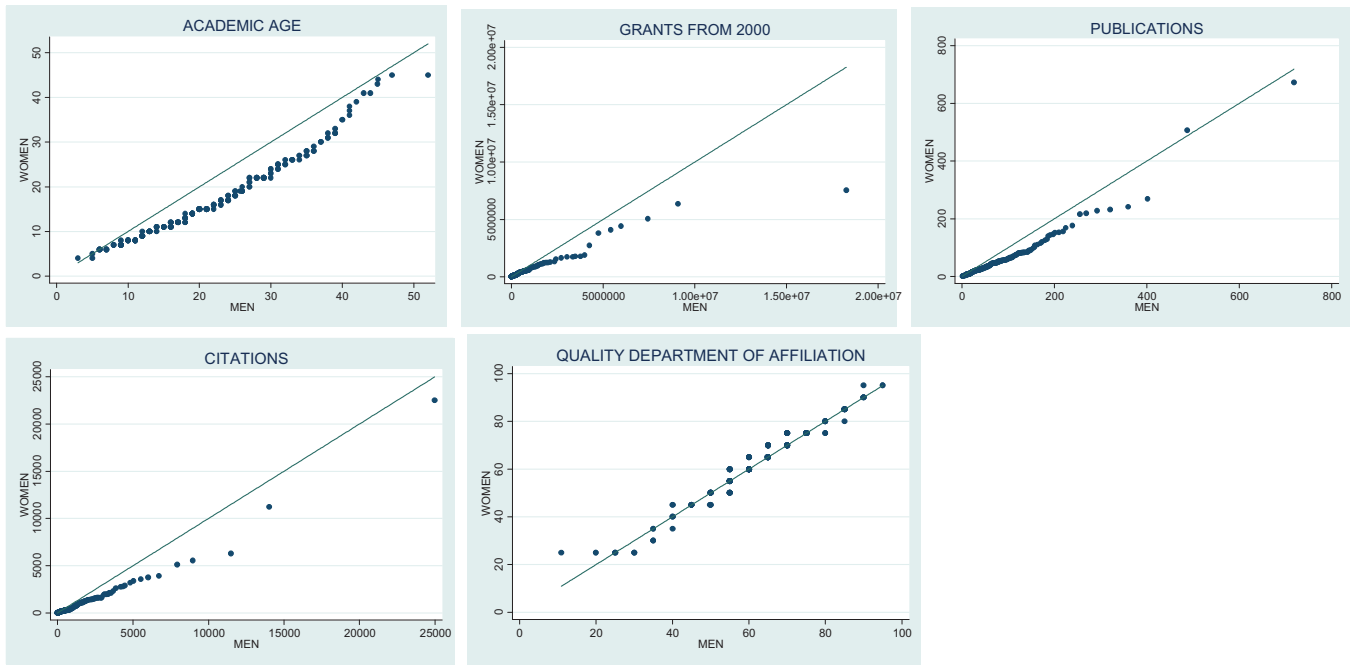 ACADEMIC AGE
WOMEN
50
40
30
20
10
0
0 10 20 30 40 50
MEN
GRANTS FROM 2000
WOMEN
2.00e+07
1.50e+07
1.00e+07
5000000
0
0 5000000 1.00e+07 1.50e+07 2.00e+07
MEN
PUBLICATIONS
WOMEN
800
600
400
200
0
0 200 400 600 800
MEN
CITATIONS
WOMEN
25000
20000
15000
10000
5000
0
0 5000 10000 15000 20000 25000
MEN
QUALITY DEPARTMENT OF AFFILIATION
WOMEN
100
80
60
40
20
0
0 20 40 60 80 100
MEN